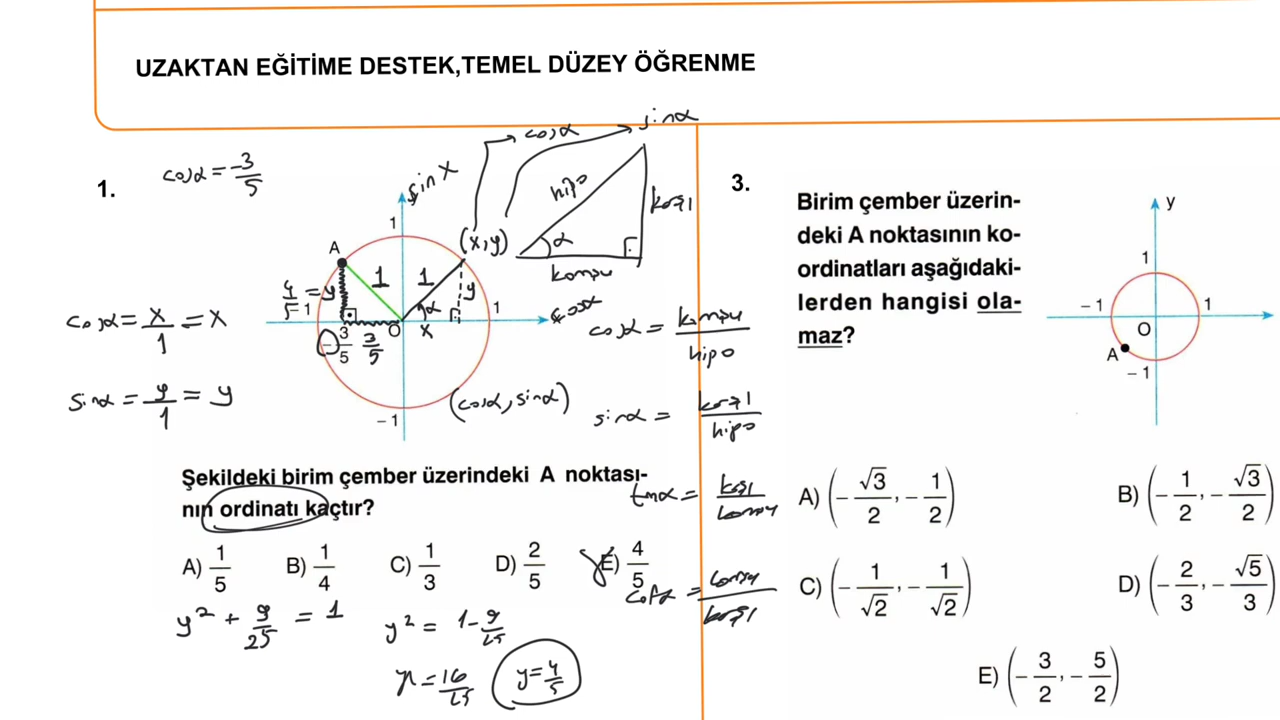 UZAKTAN EĞİTİME DESTEK,TEMEL DÜZEY ÖĞRENME
1.
cosα = -3/5
sin x
1
A
1
1
(x,y)
cosα
sinα
hipo
karşı
α
komşu
4/5 = y
- 1
y
α
x
O
1
cosα
- 3/5
3/5
- 1
(cosα, sinα)
cosα = x/1 = x
sinα = y/1 = y
cosα = komşu/hipo
sinα = karşı/hipo
tanα = karşı/komşu
cotα = komşu/karşı
Şekildeki birim çember üzerindeki A noktası-
nın ordinatı kaçtır?
A) 1/5 B) 1/4 C) 1/3 D) 2/5 E) 4/5
y² + 9/25 = 1
y² = 1 - 9/25
y² = 16/25
y = 4/5
3.
Birim çember üzerin-
deki A noktasının ko-
ordinatları aşağıdaki-
lerden hangisi ola-
maz?
y
1
- 1
1
O
A
- 1
A) (-√3/2, -1/2) B) (-1/2, -√3/2)
C) (-1/√2, -1/√2) D) (-2/3, -√5/3)
E) (-3/2, -5/2)